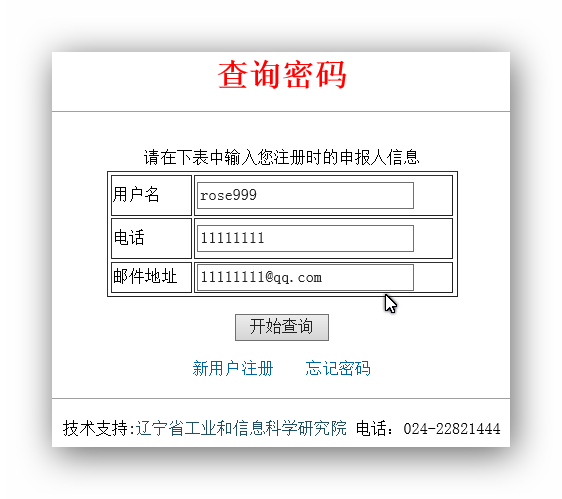 查询密码
请在下表中输入您注册时的申报人信息
用户名 rose999
电话 11111111
邮件地址 11111111@qq.com
开始查询
新用户注册 忘记密码
技术支持:辽宁省工业和信息科学研究院 电话：024-22821444